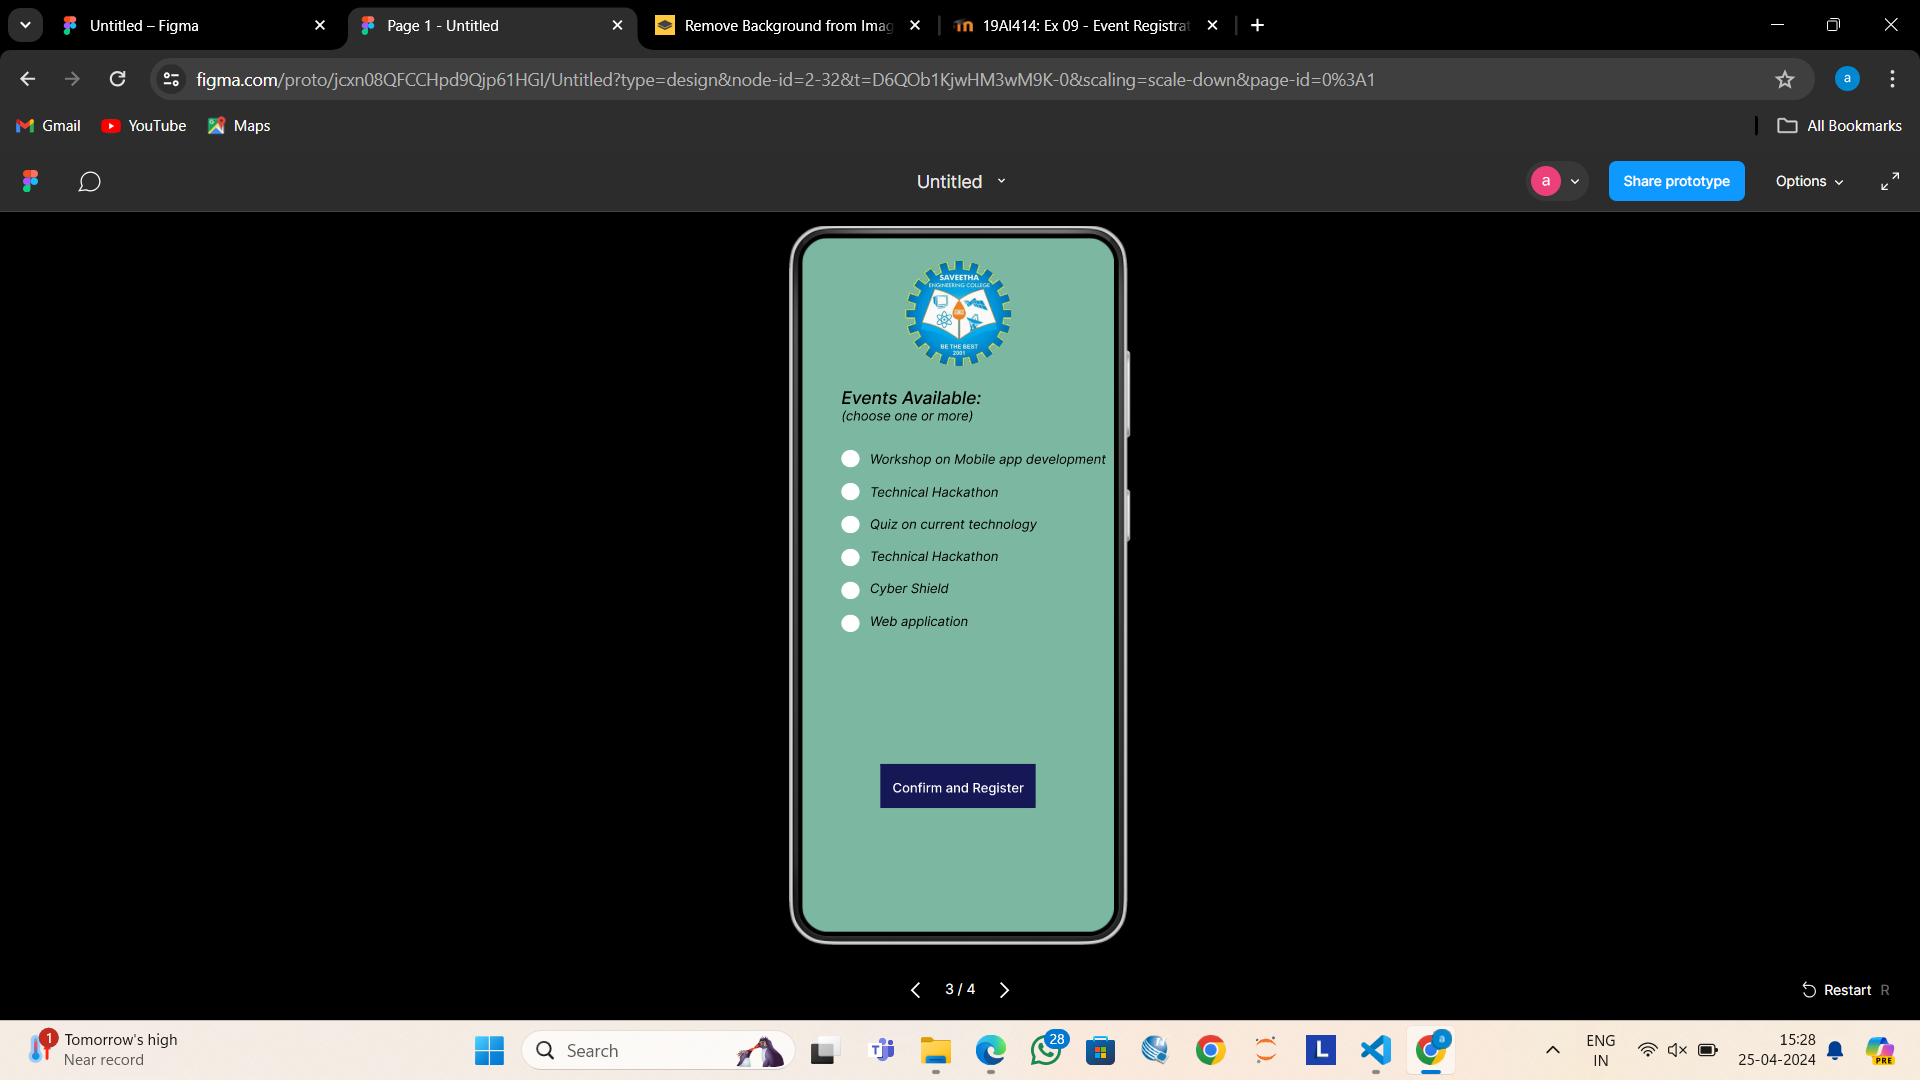 Untitled – Figma
Page 1 - Untitled
Remove Background from Imag
19AI414: Ex 09 - Event Registrat
figma.com/proto/jcxn08QFCCHpd9Qjp61HGI/Untitled?type=design&node-id=2-32&t=D6QOb1KjwHM3wM9K-0&scaling=scale-down&page-id=0%3A1
a
Gmail
YouTube
Maps
All Bookmarks
Untitled
a
Share prototype
Options
SAVEETHA
ENGINEERING COLLEGE
BE THE BEST
2001
Events Available:
(choose one or more)
Workshop on Mobile app development
Technical Hackathon
Quiz on current technology
Technical Hackathon
Cyber Shield
Web application
Confirm and Register
3 / 4
Restart R
1
Tomorrow's high
Near record
Search
28
L
a
ENG
IN
15:28
25-04-2024
PRE